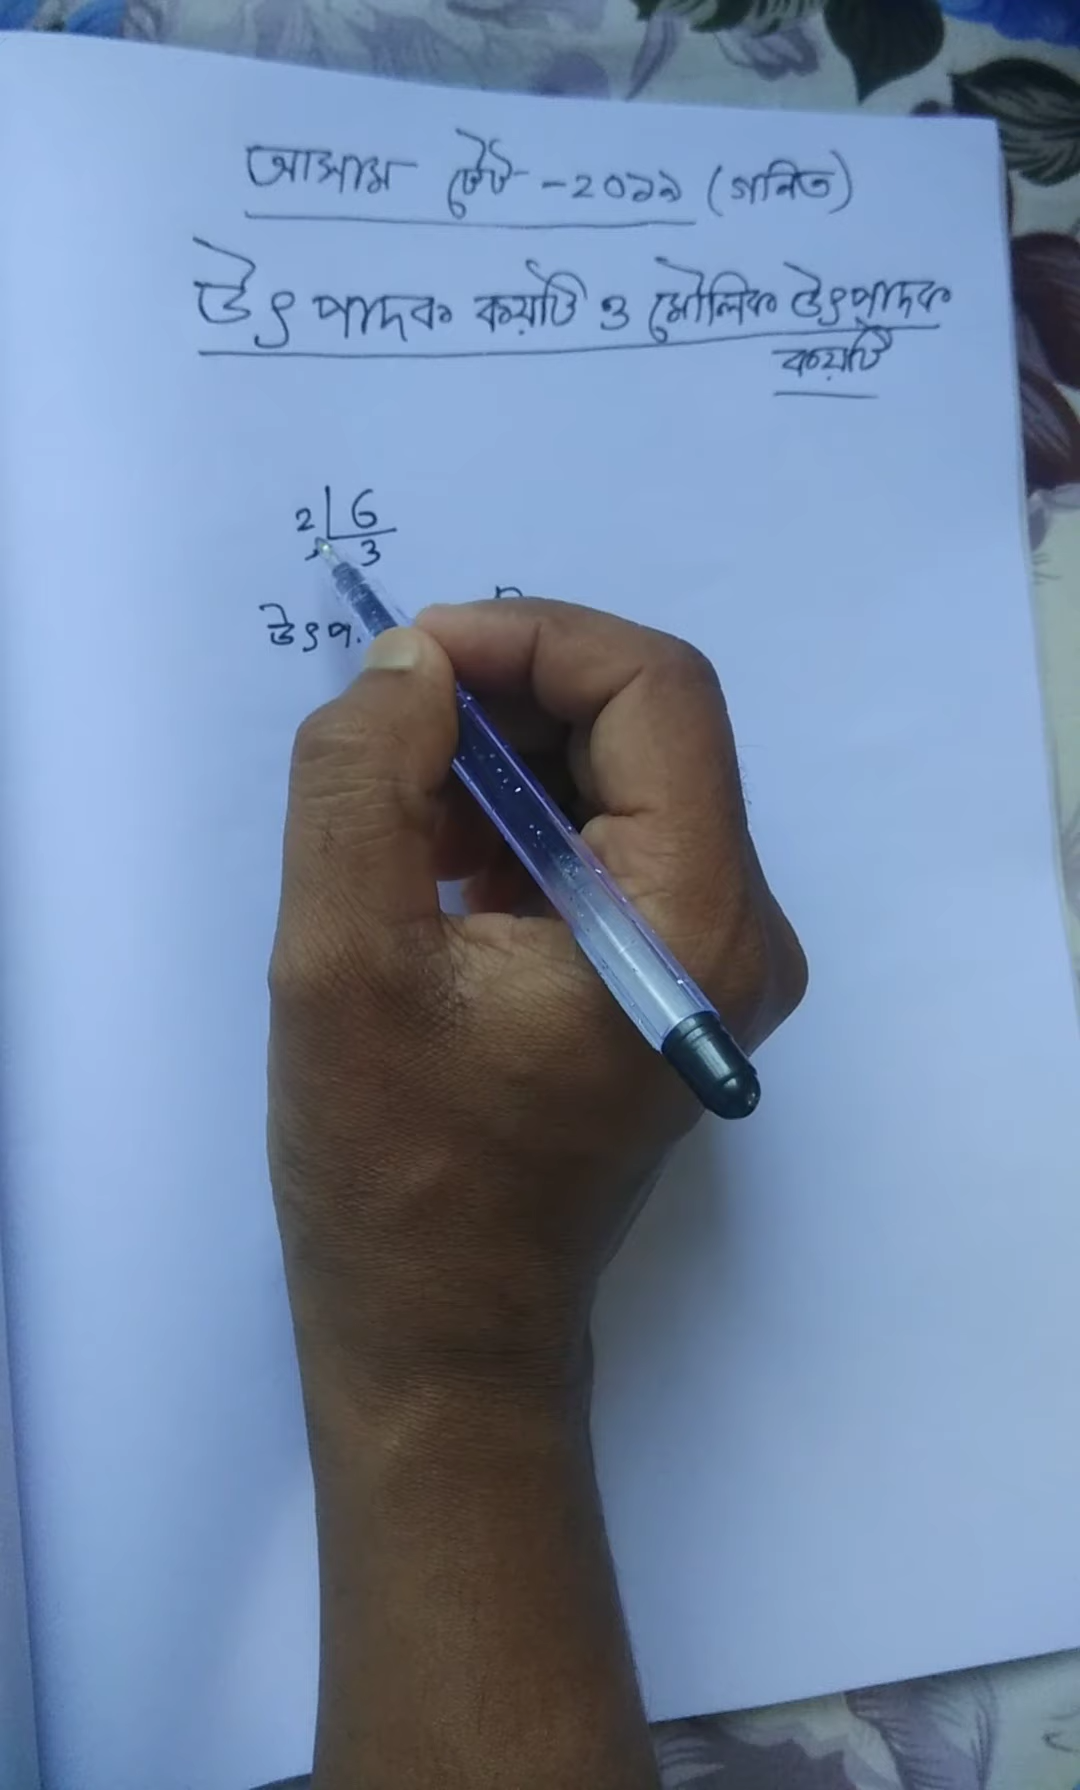 আসাম টেট -২০১৯ (গনিত)
উৎপাদক কয়টি ও মৌলিক উৎপাদক
কয়টি
2 | 6
3
উৎপ.